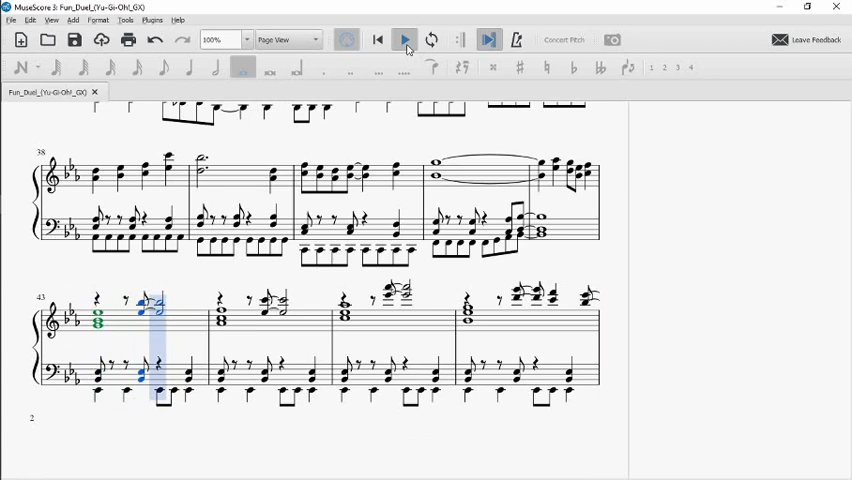 MuseScore 3: Fun_Duel_(Yu-Gi-Oh!_GX)
File Edit View Add Format Tools Plugins Help
100% Page View Concert Pitch Leave Feedback
1 2 3 4
Fun_Duel_(Yu-Gi-Oh!_GX)
38
43
2